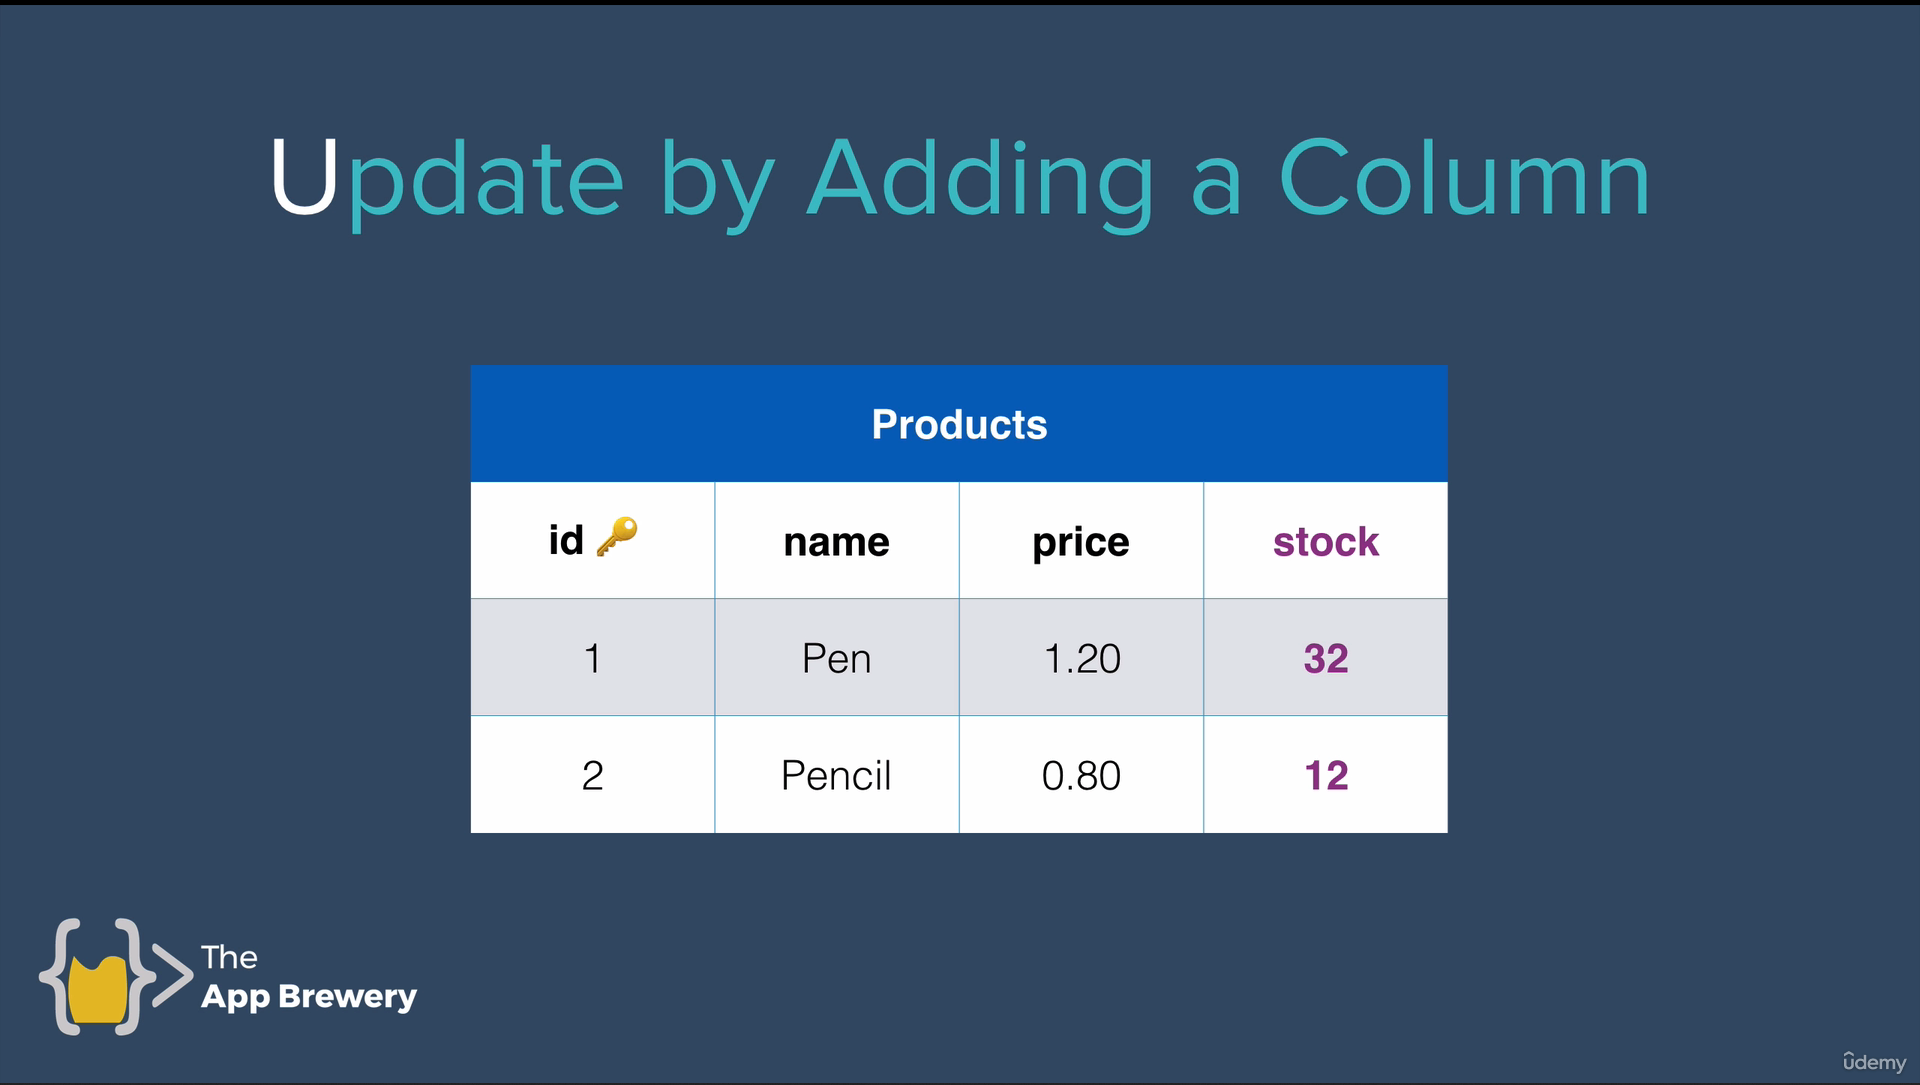 Update by Adding a Column
Products
id name price stock
1 Pen 1.20 32
2 Pencil 0.80 12
The
App Brewery
ûdemy